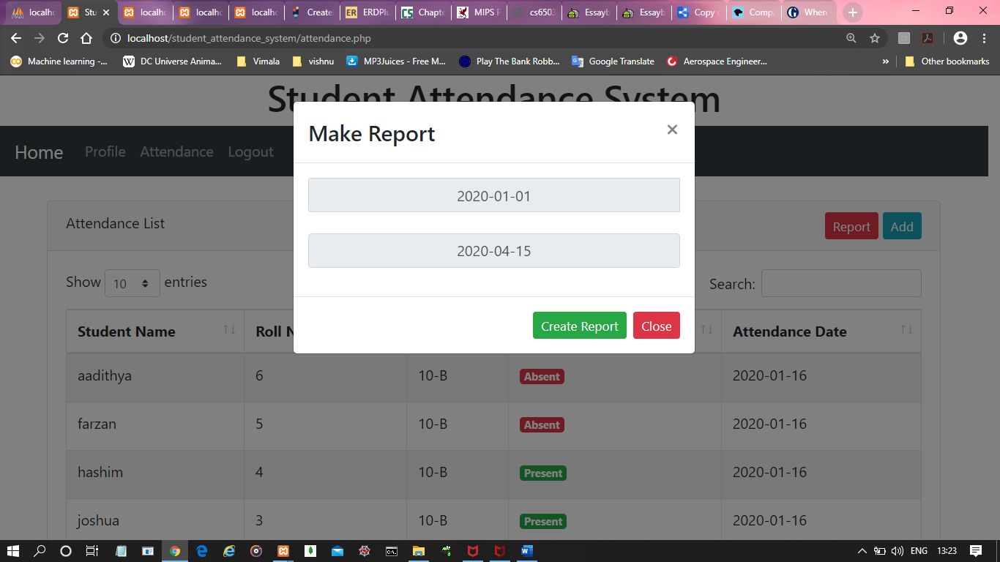 localho
Stu
localho
localho
localho
Create
ERDPlu
Chapte
MIPS P
cs6503
Essayb
Essayb
Copy o
Compa
When
localhost/student_attendance_system/attendance.php
Machine learning -...
DC Universe Anima...
Vimala
vishnu
MP3Juices - Free M...
Play The Bank Robb...
Google Translate
Aerospace Engineer...
»
Other bookmarks
Student Attendance System
Make Report ×
Home Profile Attendance Logout
2020-01-01
Attendance List
Report Add
2020-04-15
Show 10 entries
Search:
Create Report Close
Student Name Roll N Attendance Date
aadithya 6 10-B Absent 2020-01-16
farzan 5 10-B Absent 2020-01-16
hashim 4 10-B Present 2020-01-16
joshua 3 10-B Present 2020-01-16
ENG 13:23